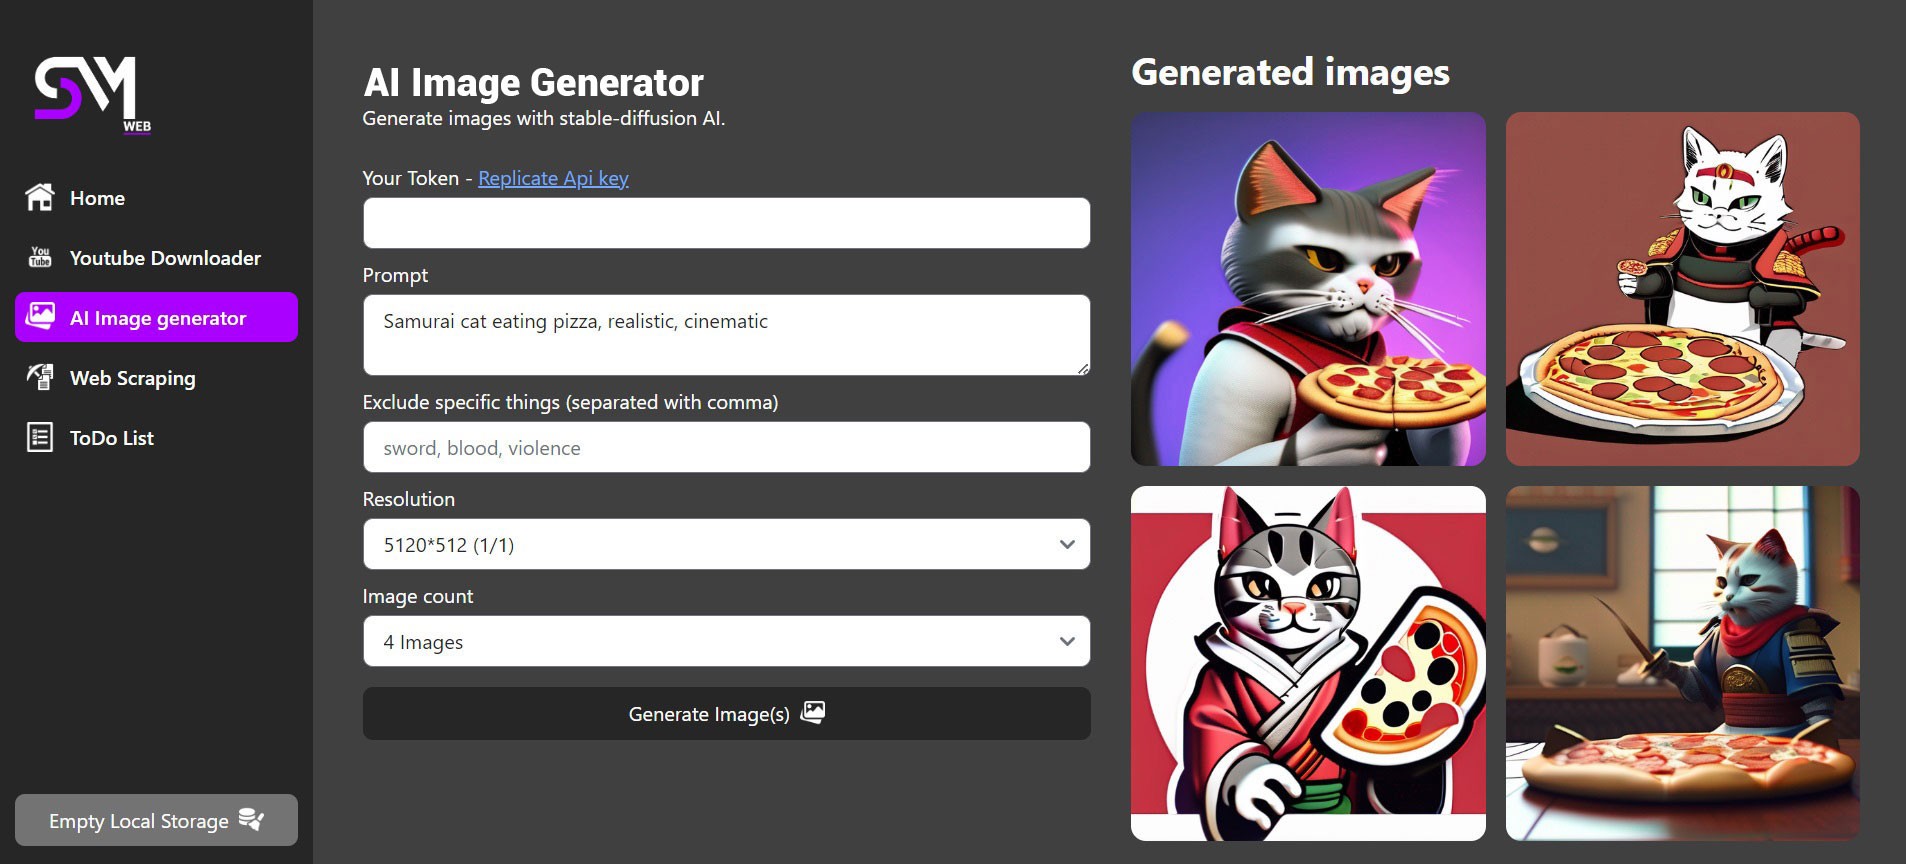 SVM
WEB
Home
You
Tube
Youtube Downloader
AI Image generator
Web Scraping
ToDo List
Empty Local Storage
AI Image Generator
Generate images with stable-diffusion AI.
Your Token - Replicate Api key
Prompt
Samurai cat eating pizza, realistic, cinematic
Exclude specific things (separated with comma)
sword, blood, violence
Resolution
5120*512 (1/1)
Image count
4 Images
Generate Image(s)
Generated images